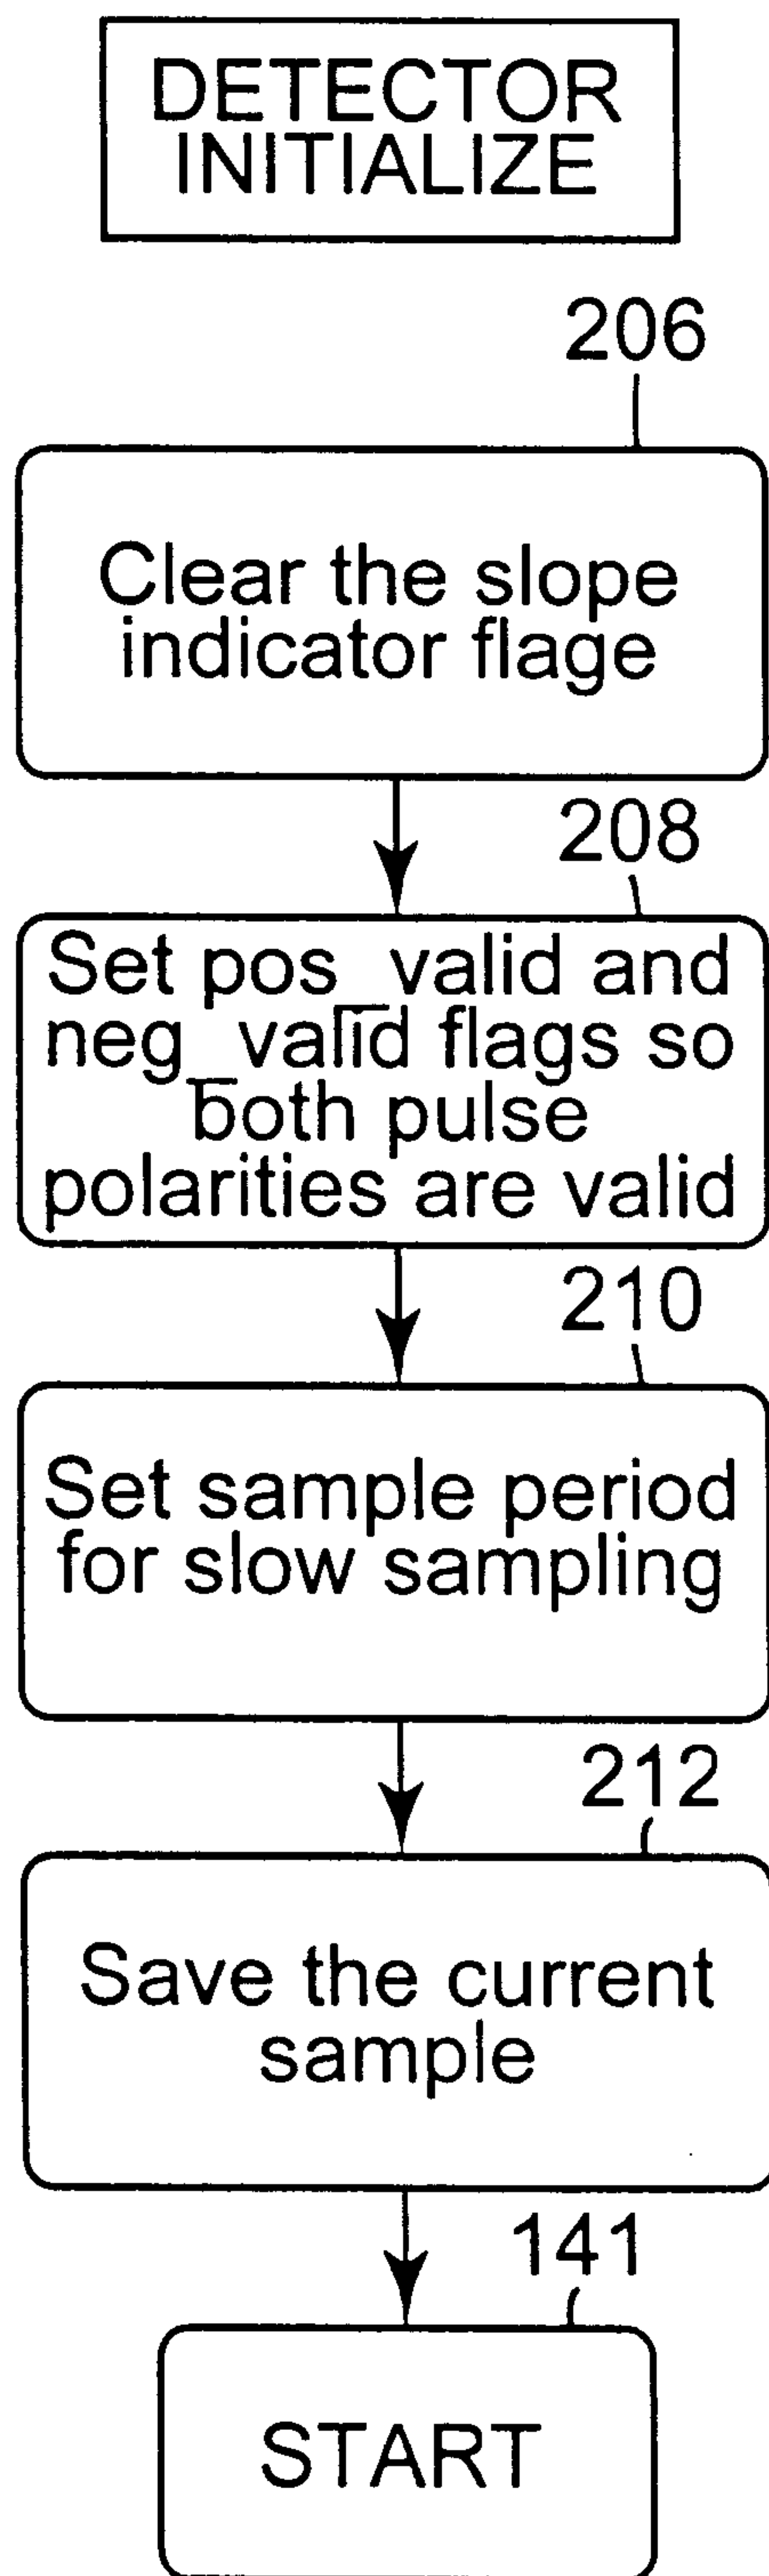 DETECTOR
INITIALIZE
206
Clear the slope
indicator flage
208
Set pos_valid and
neg_valid flags so
both pulse
polarities are valid
210
Set sample period
for slow sampling
212
Save the current
sample
141
START